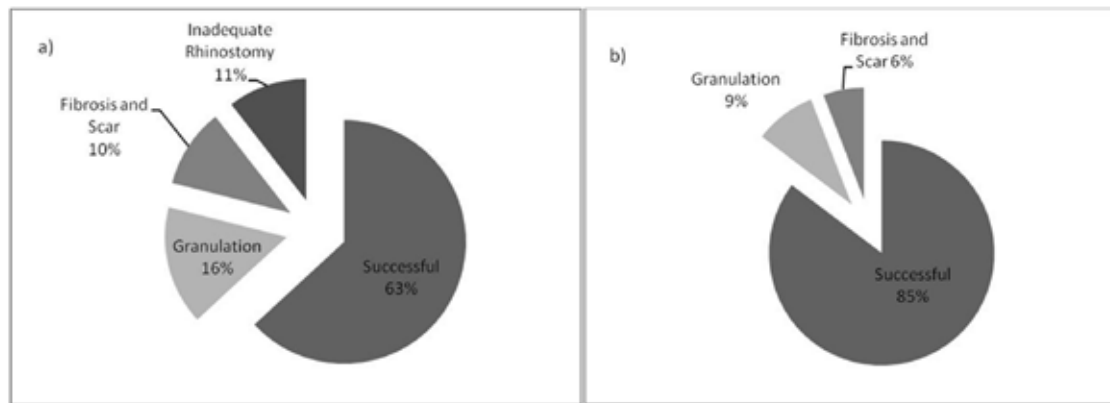 a)
Inadequate
Rhinostomy
11%
Fibrosis and
Scar
10%
Granulation
16%
Successful
63%
b)
Fibrosis and
Scar 6%
Granulation
9%
Successful
85%